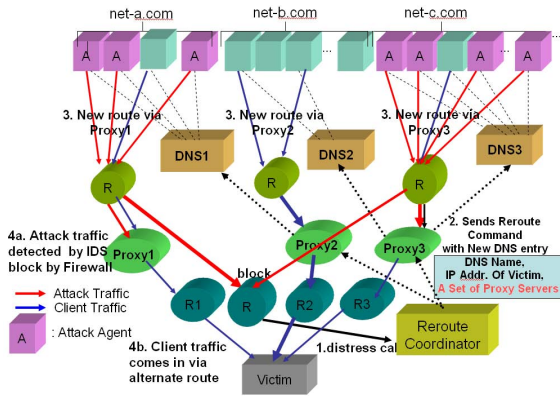 net-a.com net-b.com net-c.com
A A A A A A A
... ...
3. New route via
Proxy1
3. New route via
Proxy2
3. New route via
Proxy3
DNS1 DNS2 DNS3
R R R
4a. Attack traffic
detected by IDS
block by Firewall
Proxy1 Proxy2 Proxy3
2. Sends Reroute
Command
with New DNS entry
DNS Name,
IP Addr. Of Victim,
A Set of Proxy Servers
block
R1 R R2 R3
Attack Traffic
Client Traffic
A : Attack Agent
4b. Client traffic
comes in via
alternate route
1.distress cal
Victim
Reroute
Coordinator